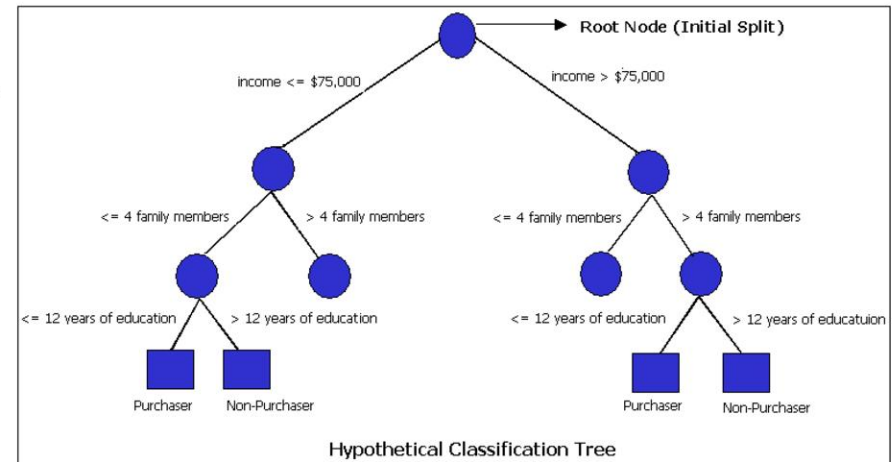 Root Node (Initial Split)
income <= $75,000
income > $75,000
<= 4 family members
> 4 family members
<= 4 family members
> 4 family members
<= 12 years of education
> 12 years of education
<= 12 years of education
> 12 years of educatuion
Purchaser
Non-Purchaser
Purchaser
Non-Purchaser
Hypothetical Classification Tree